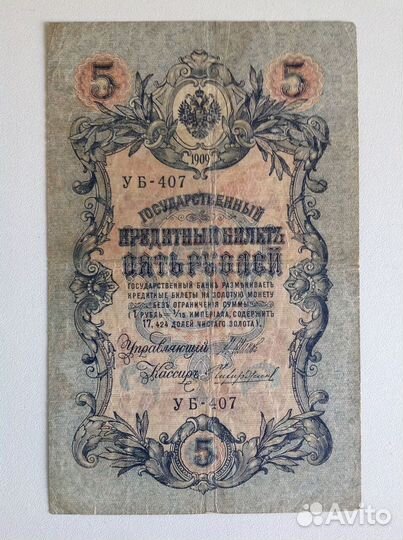 5 5
1909
УБ-407
ГОСУДАРСТВЕННЫЙ
КРЕДИТНЫЙ БИЛЕТЪ
ПЯТЬ РУБЛЕЙ
ГОСУДАРСТВЕННЫЙ БАНКЪ РАЗМѢНИВАЕТЪ
КРЕДИТНЫЕ БИЛЕТЫ НА ЗОЛОТУЮ МОНЕТУ
БЕЗЪ ОГРАНИЧЕНІЯ СУММЫ
(1 РУБЛЬ = 1/15 ИМПЕРІАЛА, СОДЕРЖИТЪ
17,424 ДОЛЕЙ ЧИСТАГО ЗОЛОТА).
Управляющій
Кассиръ
УБ-407
5
Avito